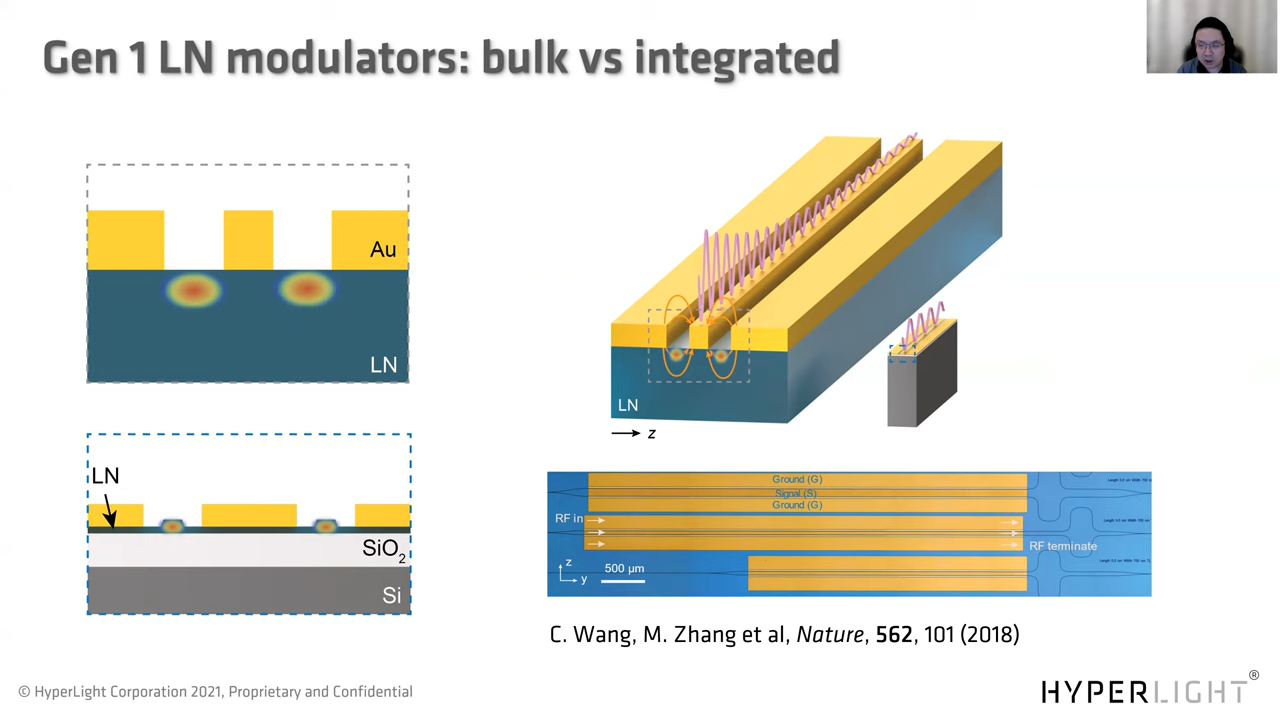 Gen 1 LN modulators: bulk vs integrated
Au
LN
LN
SiO2
Si
LN
z
Ground (G)
Signal (S)
Ground (G)
RF in
RF terminate
z
y
500 μm
C. Wang, M. Zhang et al, Nature, 562, 101 (2018)
© HyperLight Corporation 2021, Proprietary and Confidential
HYPERLIGHT®